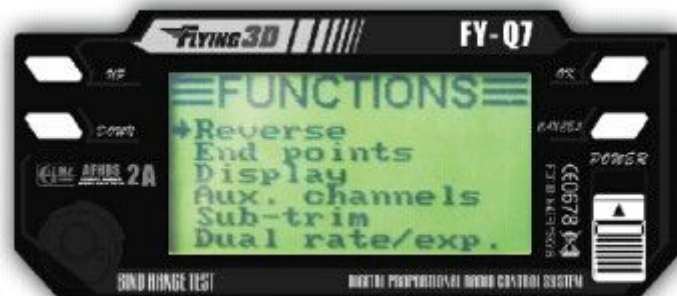 FLYING3D
FY-Q7
UP
OK
DOWN
CANCEL
POWER
AFHDS 2A
FUNCTIONS
Reverse
End points
Display
Aux. channels
Sub-trim
Dual rate/exp.
CE0678
BIND RANGE TEST
DIGITAL PROPORTIONAL RADIO CONTROL SYSTEM